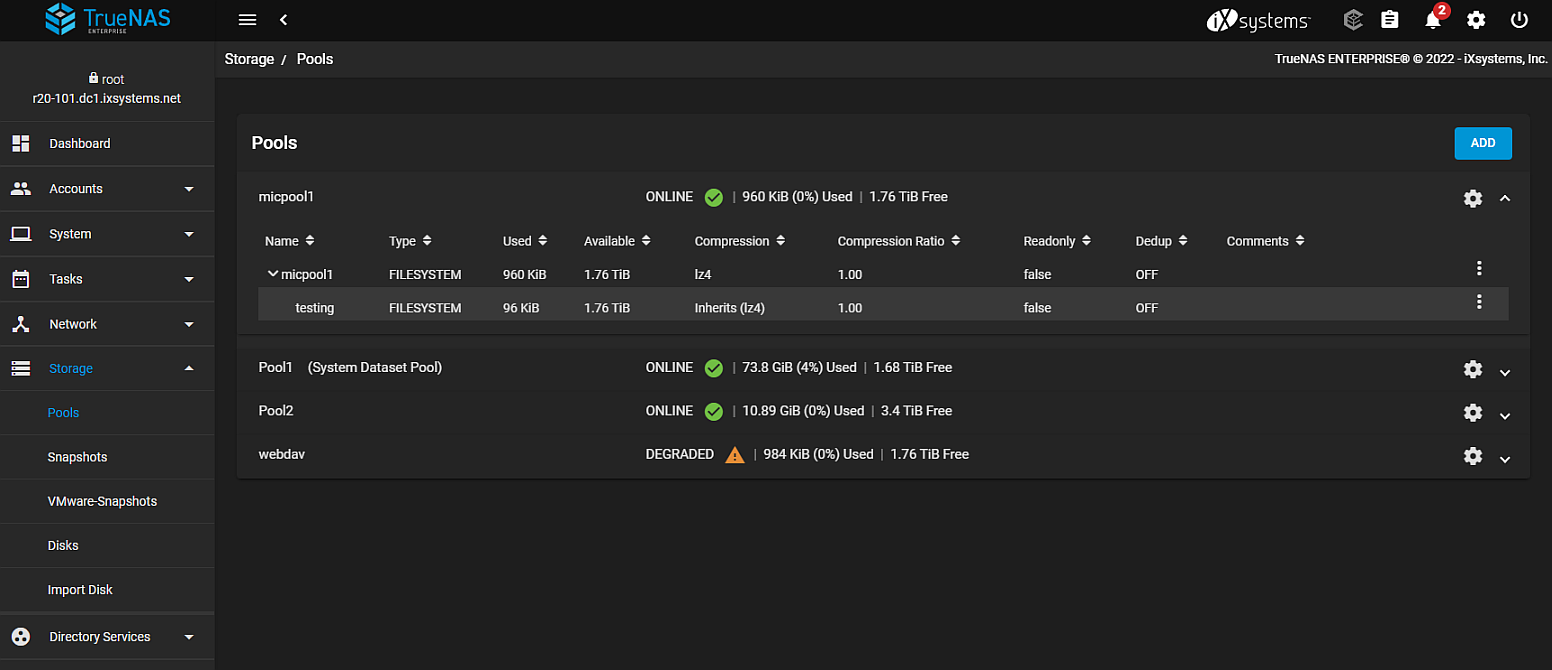 TrueNAS
ENTERPRISE
iXsystems
2
root
r20-101.dc1.ixsystems.net
Storage / Pools
TrueNAS ENTERPRISE® © 2022 - iXsystems, Inc.
Dashboard
Accounts
System
Tasks
Network
Storage
Pools
Snapshots
VMware-Snapshots
Disks
Import Disk
Directory Services
Pools
ADD
micpool1 ONLINE | 960 KiB (0%) Used | 1.76 TiB Free
Name Type Used Available Compression Compression Ratio Readonly Dedup Comments
micpool1 FILESYSTEM 960 KiB 1.76 TiB lz4 1.00 false OFF
testing FILESYSTEM 96 KiB 1.76 TiB Inherits (lz4) 1.00 false OFF
Pool1 (System Dataset Pool) ONLINE | 73.8 GiB (4%) Used | 1.68 TiB Free
Pool2 ONLINE | 10.89 GiB (0%) Used | 3.4 TiB Free
webdav DEGRADED | 984 KiB (0%) Used | 1.76 TiB Free